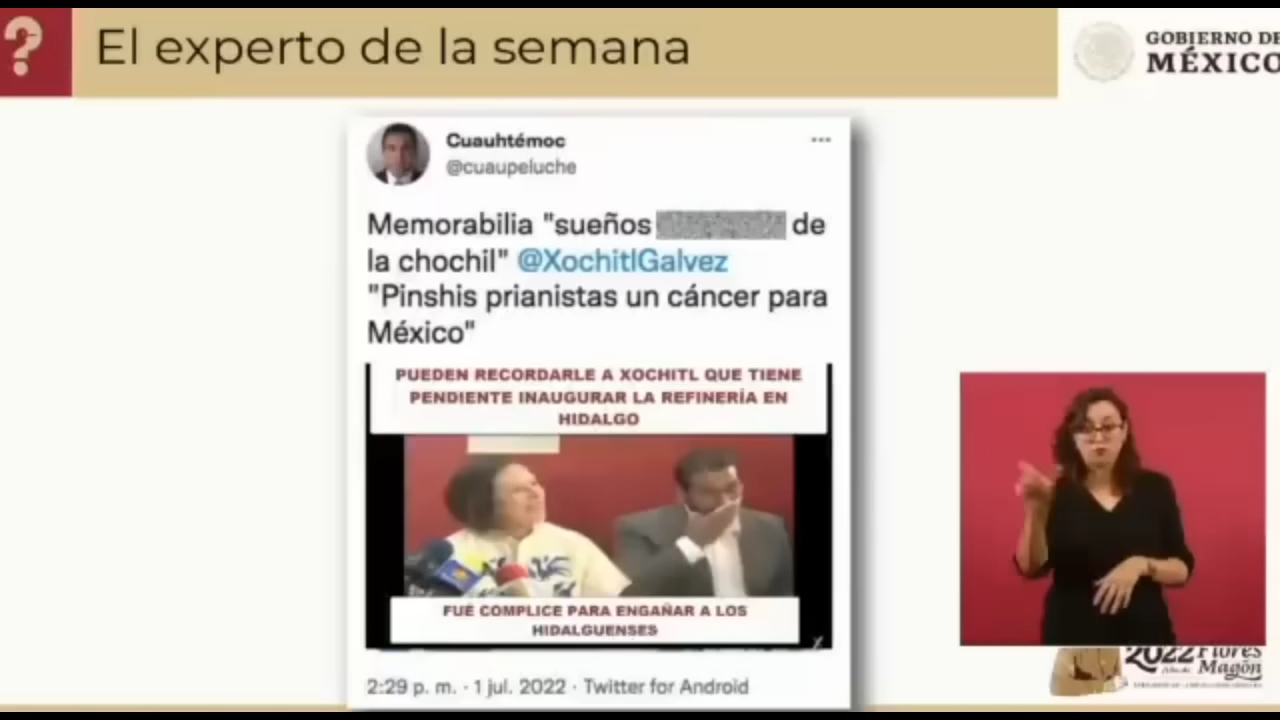 ?
El experto de la semana
GOBIERNO DE
MÉXICO
Cuauhtémoc
@cuaupeluche
Memorabilia "sueños de
la chochil" @XochitlGalvez
"Pinshis prianistas un cáncer para
México"
PUEDEN RECORDARLE A XOCHITL QUE TIENE
PENDIENTE INAUGURAR LA REFINERÍA EN
HIDALGO
FUÉ COMPLICE PARA ENGAÑAR A LOS
HIDALGUENSES
2:29 p. m. · 1 jul. 2022 · Twitter for Android
2022 Flores
Magón